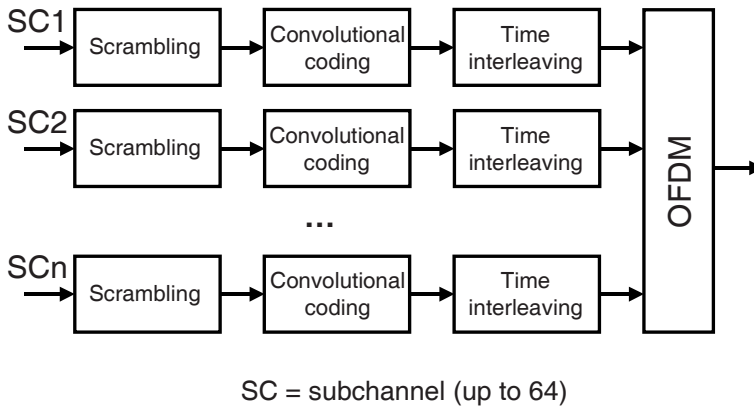 SC1
Scrambling
Convolutional
coding
Time
interleaving
SC2
Scrambling
Convolutional
coding
Time
interleaving
...
SCn
Scrambling
Convolutional
coding
Time
interleaving
OFDM
SC = subchannel (up to 64)